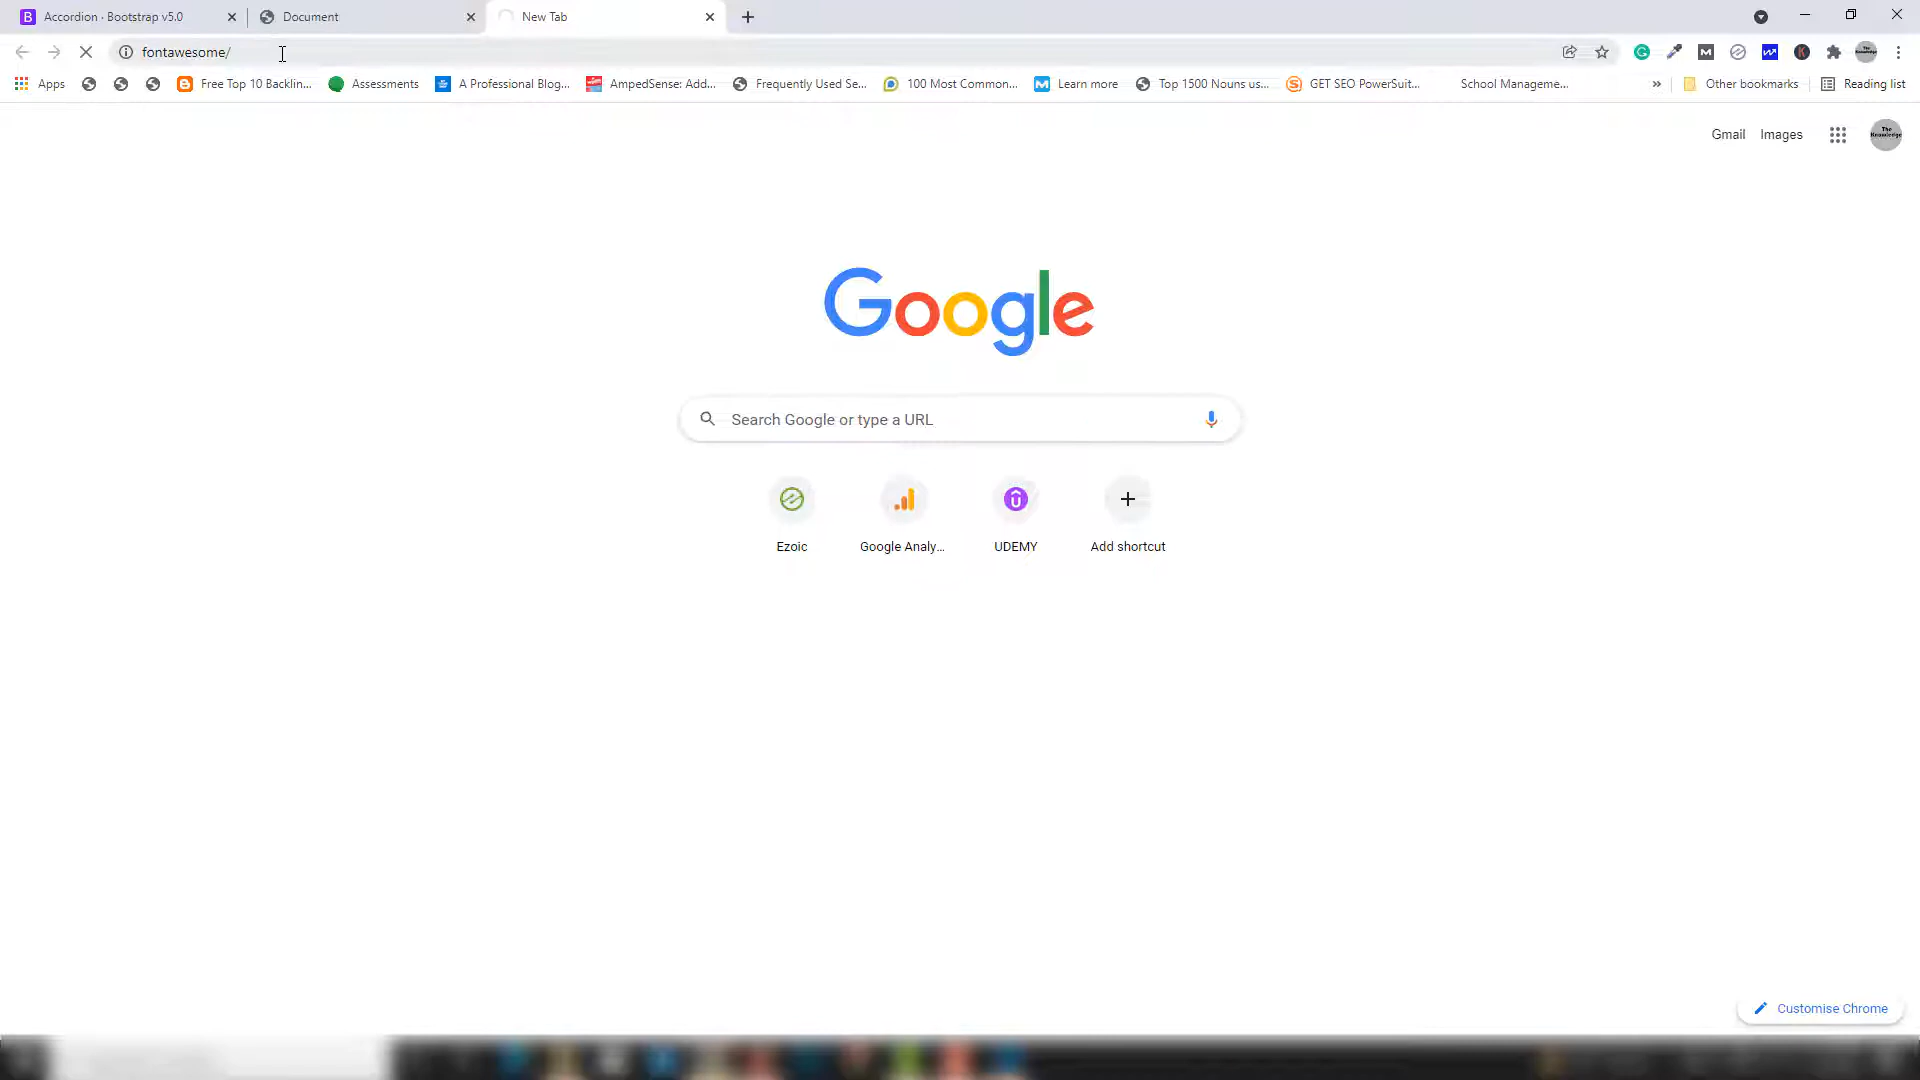 Accordion · Bootstrap v5.0
Document
New Tab
fontawesome/
Apps
Free Top 10 Backlin...
Assessments
A Professional Blog...
AmpedSense: Add...
Frequently Used Se...
100 Most Common...
Learn more
Top 1500 Nouns us...
GET SEO PowerSuit...
School Manageme...
Other bookmarks
Reading list
Gmail
Images
Google
Search Google or type a URL
Ezoic
Google Analy...
UDEMY
Add shortcut
Customise Chrome